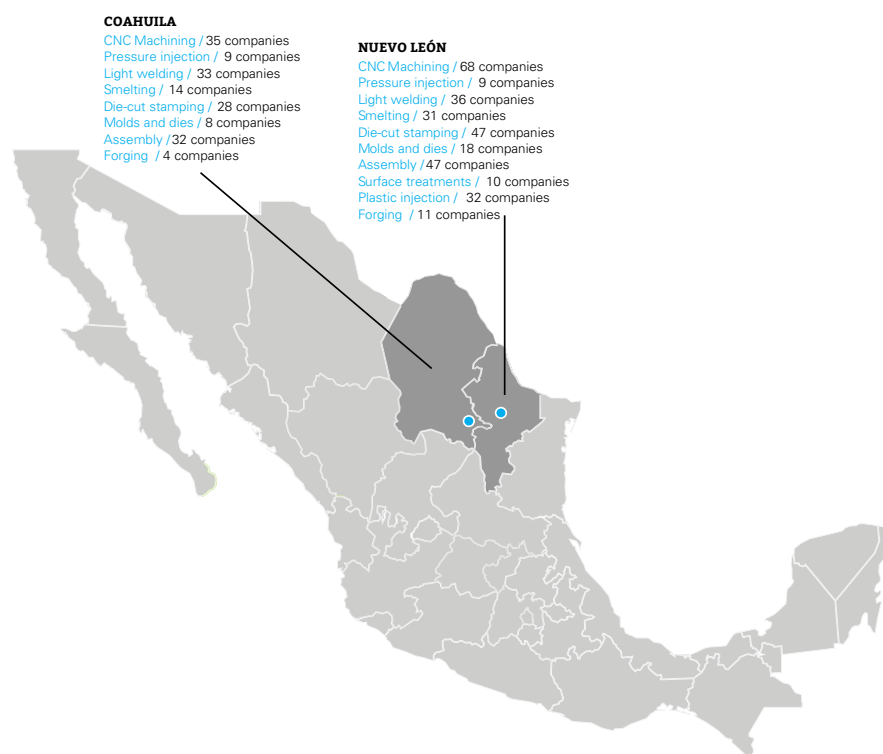 COAHUILA
CNC Machining / 35 companies
Pressure injection / 9 companies
Light welding / 33 companies
Smelting / 14 companies
Die-cut stamping / 28 companies
Molds and dies / 8 companies
Assembly / 32 companies
Forging / 4 companies
NUEVO LEÓN
CNC Machining / 68 companies
Pressure injection / 9 companies
Light welding / 36 companies
Smelting / 31 companies
Die-cut stamping / 47 companies
Molds and dies / 18 companies
Assembly / 47 companies
Surface treatments / 10 companies
Plastic injection / 32 companies
Forging / 11 companies